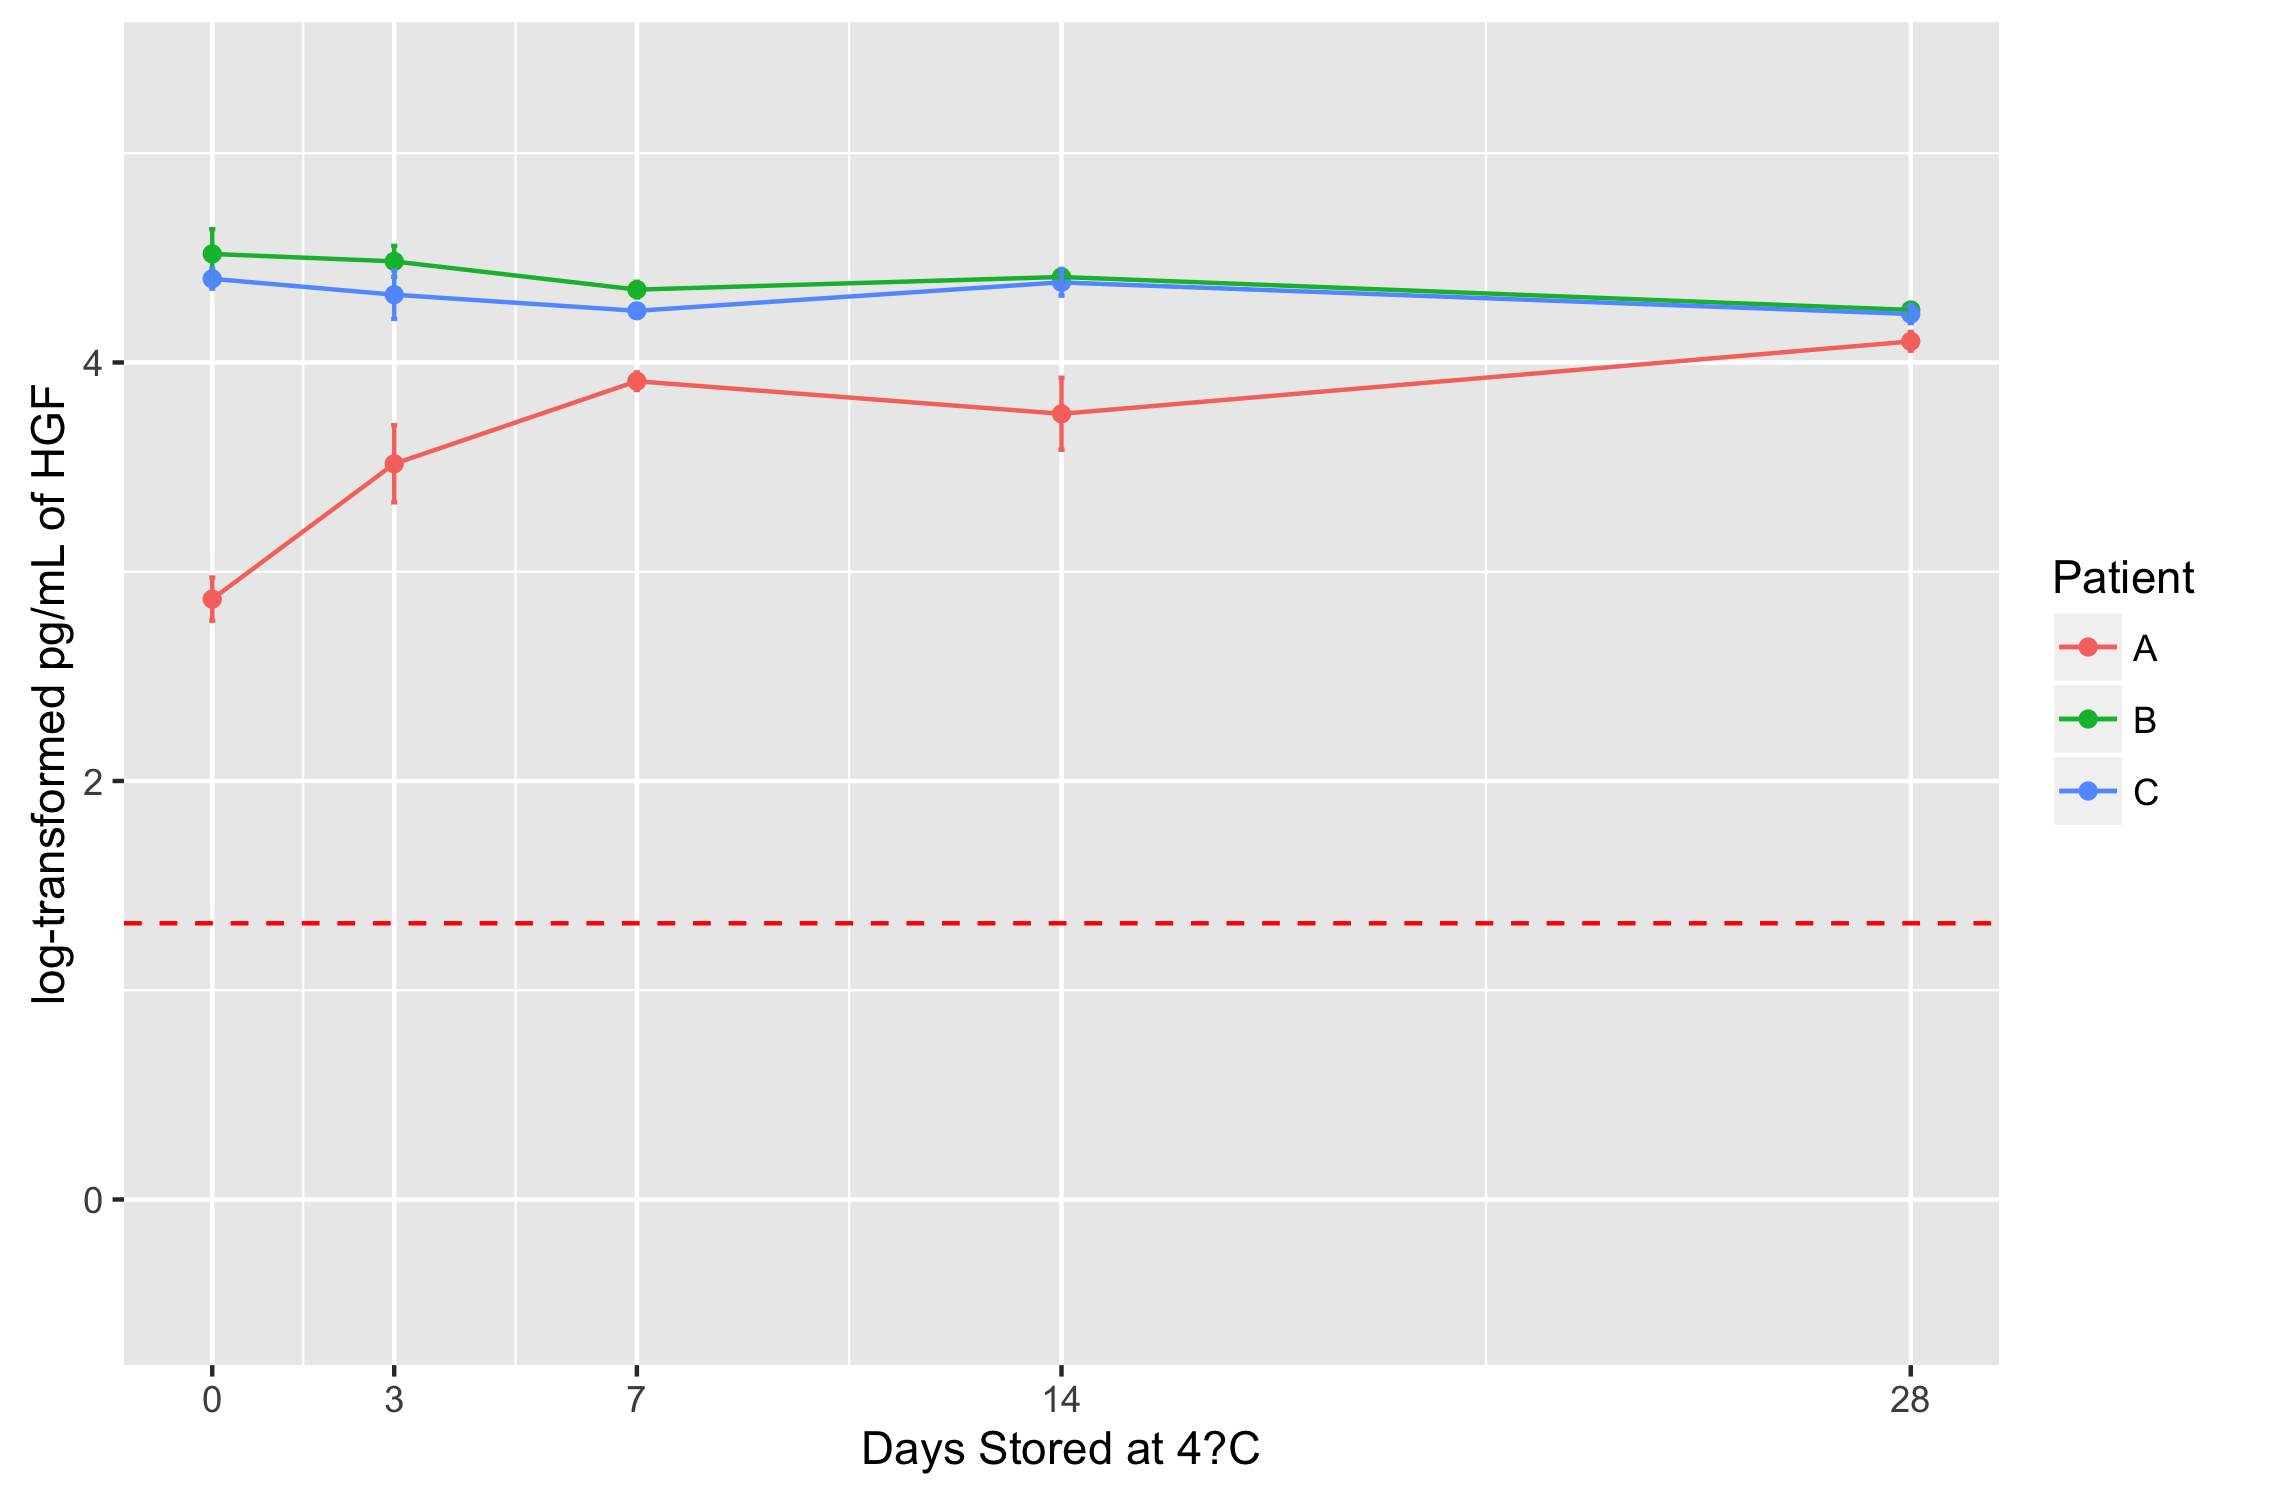 log-transformed pg/mL of HGF
4
2
0
0 3 7 14 28
Days Stored at 4?C
Patient
A
B
C